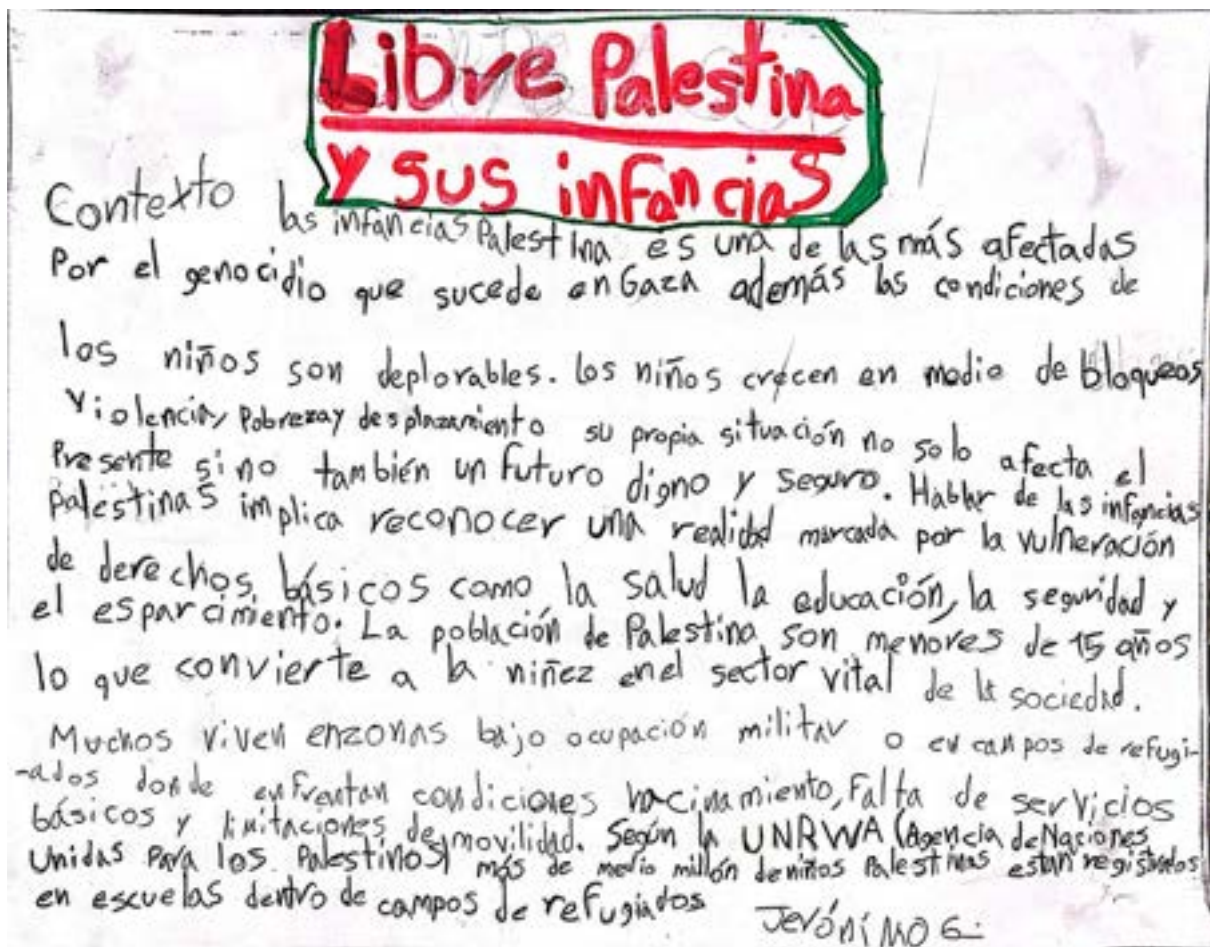 Libre Palestina
y sus infancias
Contexto las infancias Palestina es una de las más afectadas
Por el genocidio que sucede en Gaza además las condiciones de
los niños son deplorables. Los niños crecen en medio de bloqueos
Violencia, Pobreza y desplazamiento su propia situación no solo afecta el
Presente sino también un futuro digno y seguro. Hablar de las infancias
palestinas implica reconocer una realidad marcada por la vulneración
de derechos básicos como la salud la educación, la seguridad y
el esparcimiento. La población de Palestina son menores de 15 años
lo que convierte a la niñez en el sector vital de la sociedad.
Muchos viven en zonas bajo ocupación militar o en campos de refugi-
-ados donde enfrentan condiciones hacinamiento, Falta de servicios
básicos y limitaciones de movilidad. Según la UNRWA (Agencia de Naciones
Unidas Para los Palestinos) más de medio millón de niños Palestinas estan registrados
en escuelas dentro de campos de refugiados
Jerónimo G.